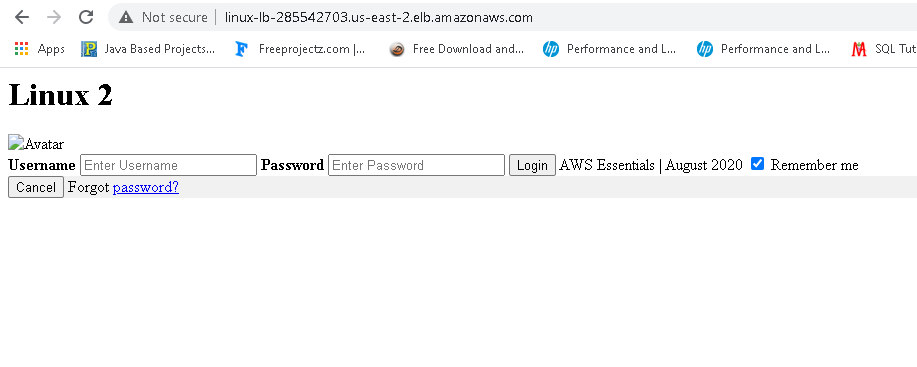 Not secure | linux-lb-285542703.us-east-2.elb.amazonaws.com
Apps Java Based Projects... Freeprojectz.com |... Free Download and... Performance and L... Performance and L... SQL Tut
Linux 2
Avatar
Username Enter Username Password Enter Password Login AWS Essentials | August 2020 Remember me
Cancel Forgot password?